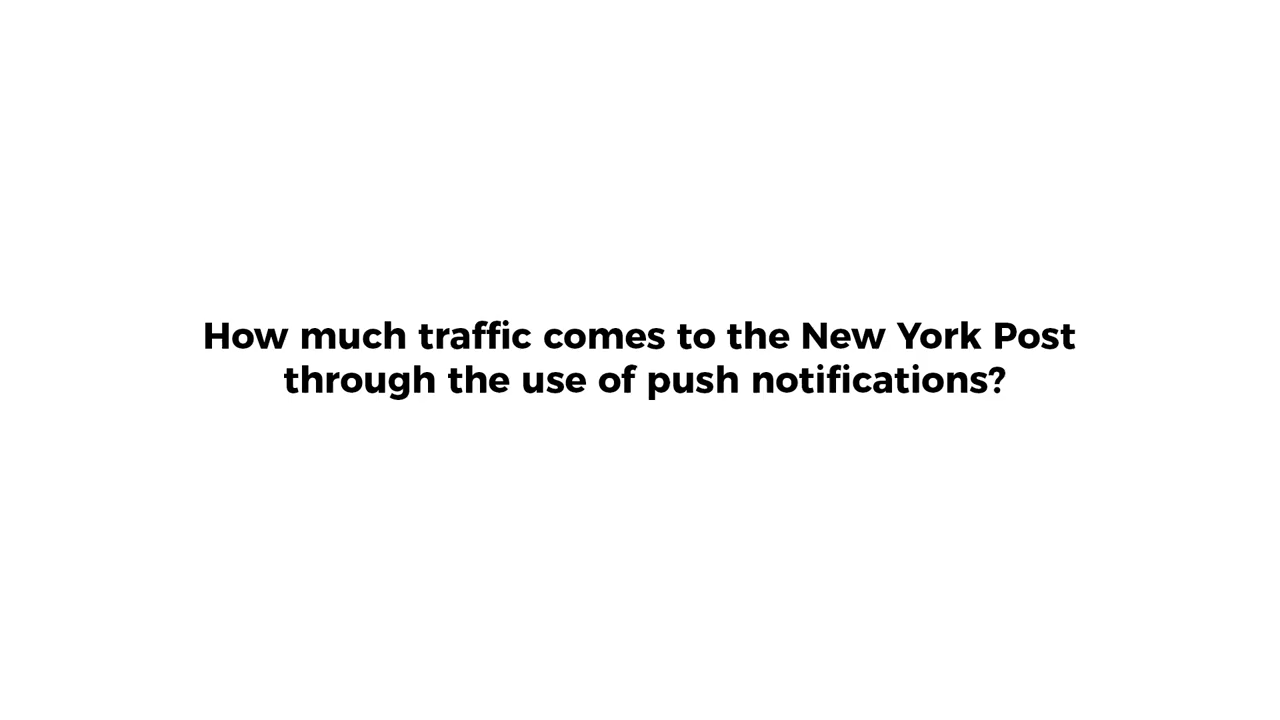 How much traffic comes to the New York Post
through the use of push notifications?